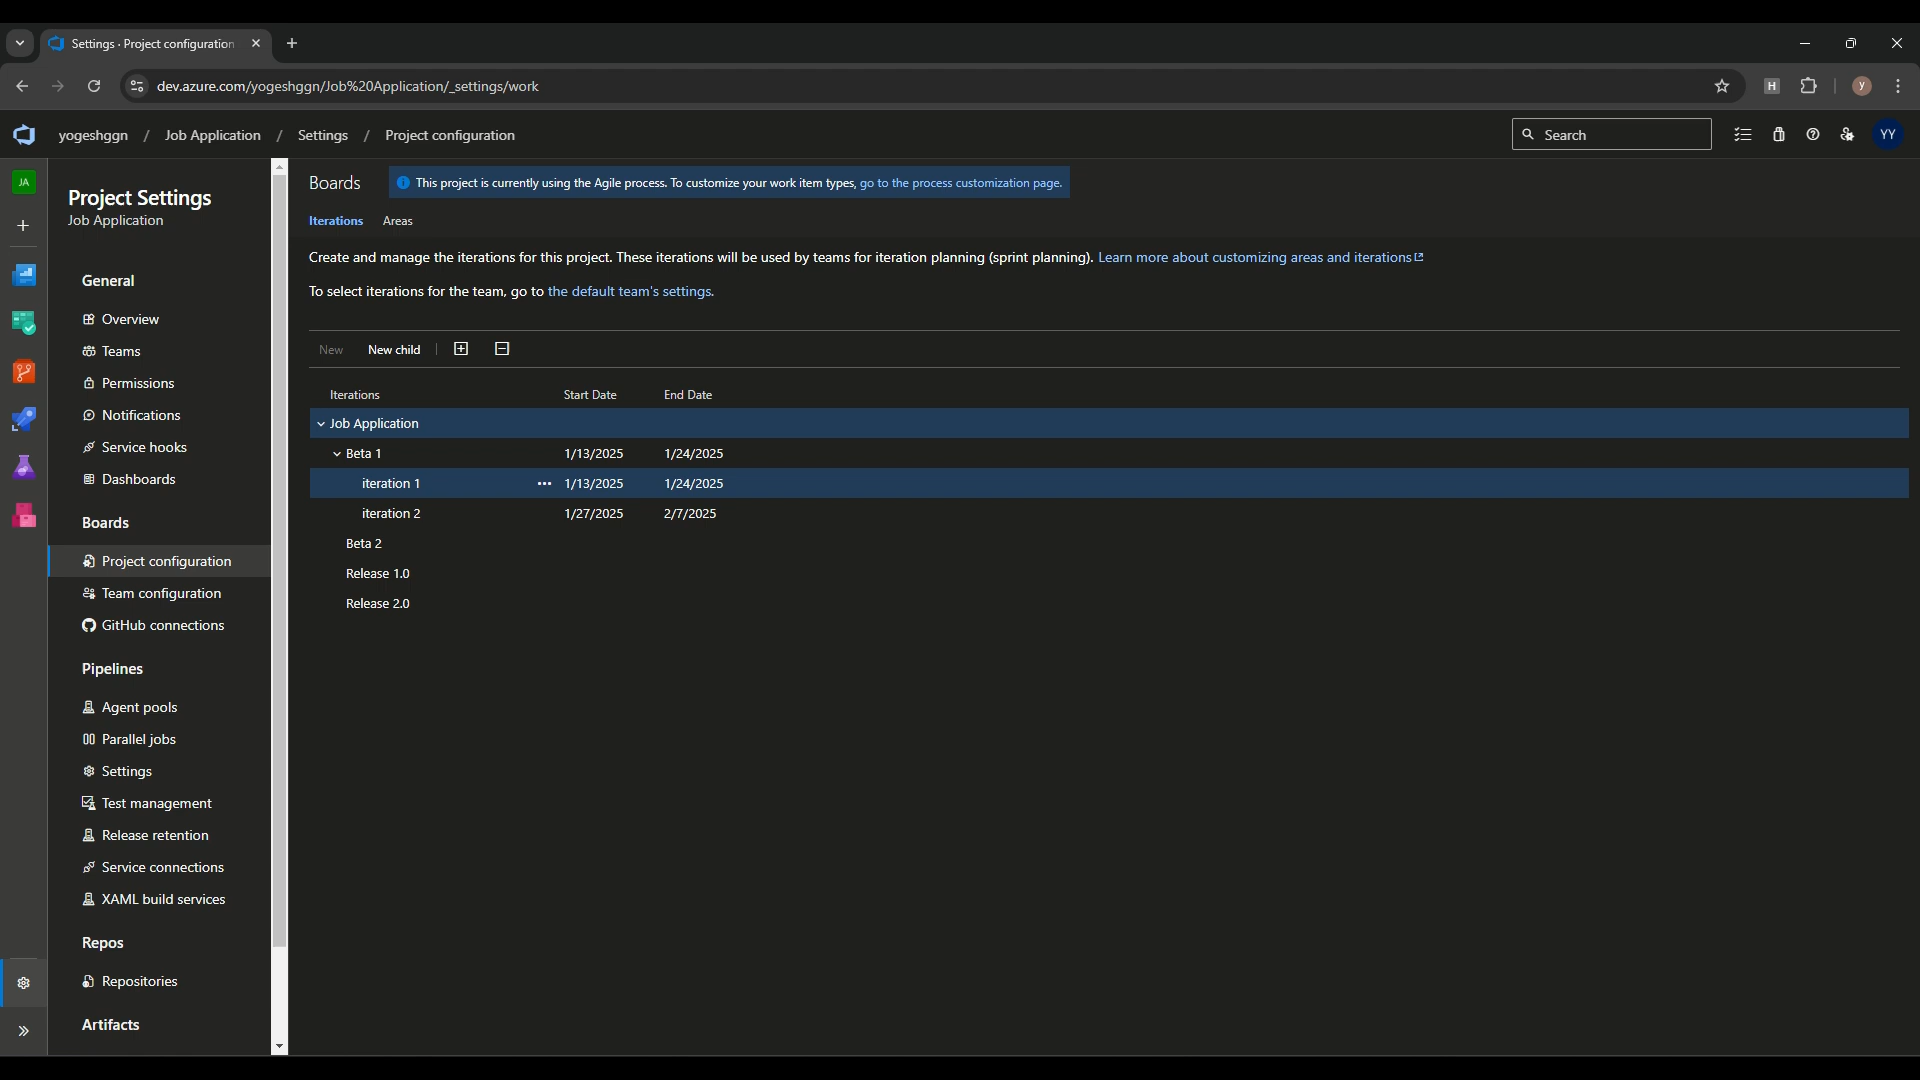 Settings · Project configuration
dev.azure.com/yogeshggn/Job%20Application/_settings/work
H
y
yogeshggn / Job Application / Settings / Project configuration
Search
YY
JA
Project Settings
Job Application
General
Overview
Teams
Permissions
Notifications
Service hooks
Dashboards
Boards
Project configuration
Team configuration
GitHub connections
Pipelines
Agent pools
Parallel jobs
Settings
Test management
Release retention
Service connections
XAML build services
Repos
Repositories
Artifacts
Boards
This project is currently using the Agile process. To customize your work item types, go to the process customization page.
Iterations Areas
Create and manage the iterations for this project. These iterations will be used by teams for iteration planning (sprint planning). Learn more about customizing areas and iterations
To select iterations for the team, go to the default team's settings.
New New child
Iterations Start Date End Date
Job Application
Beta 1 1/13/2025 1/24/2025
iteration 1 ... 1/13/2025 1/24/2025
iteration 2 1/27/2025 2/7/2025
Beta 2
Release 1.0
Release 2.0